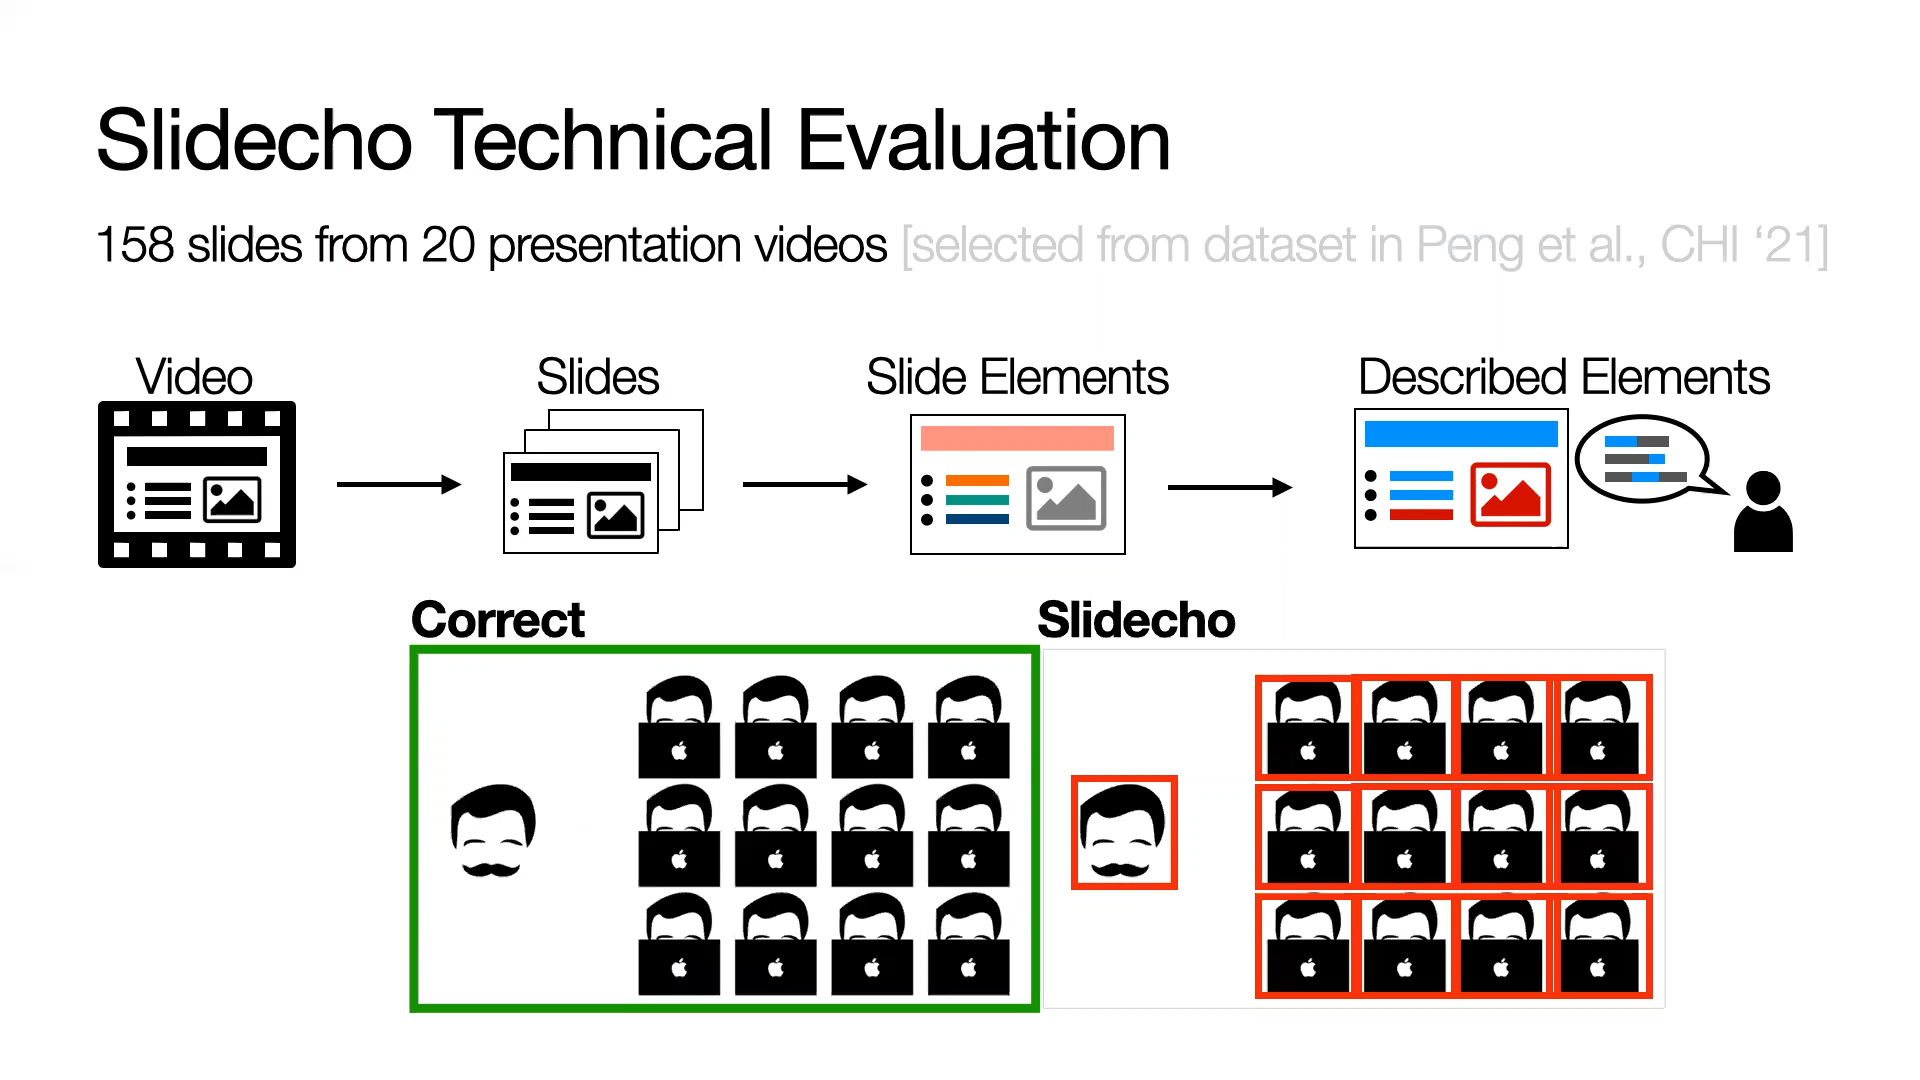 Slidecho Technical Evaluation
158 slides from 20 presentation videos [selected from dataset in Peng et al., CHI ‘21]
Video
Slides
Slide Elements
Described Elements
Correct
Slidecho